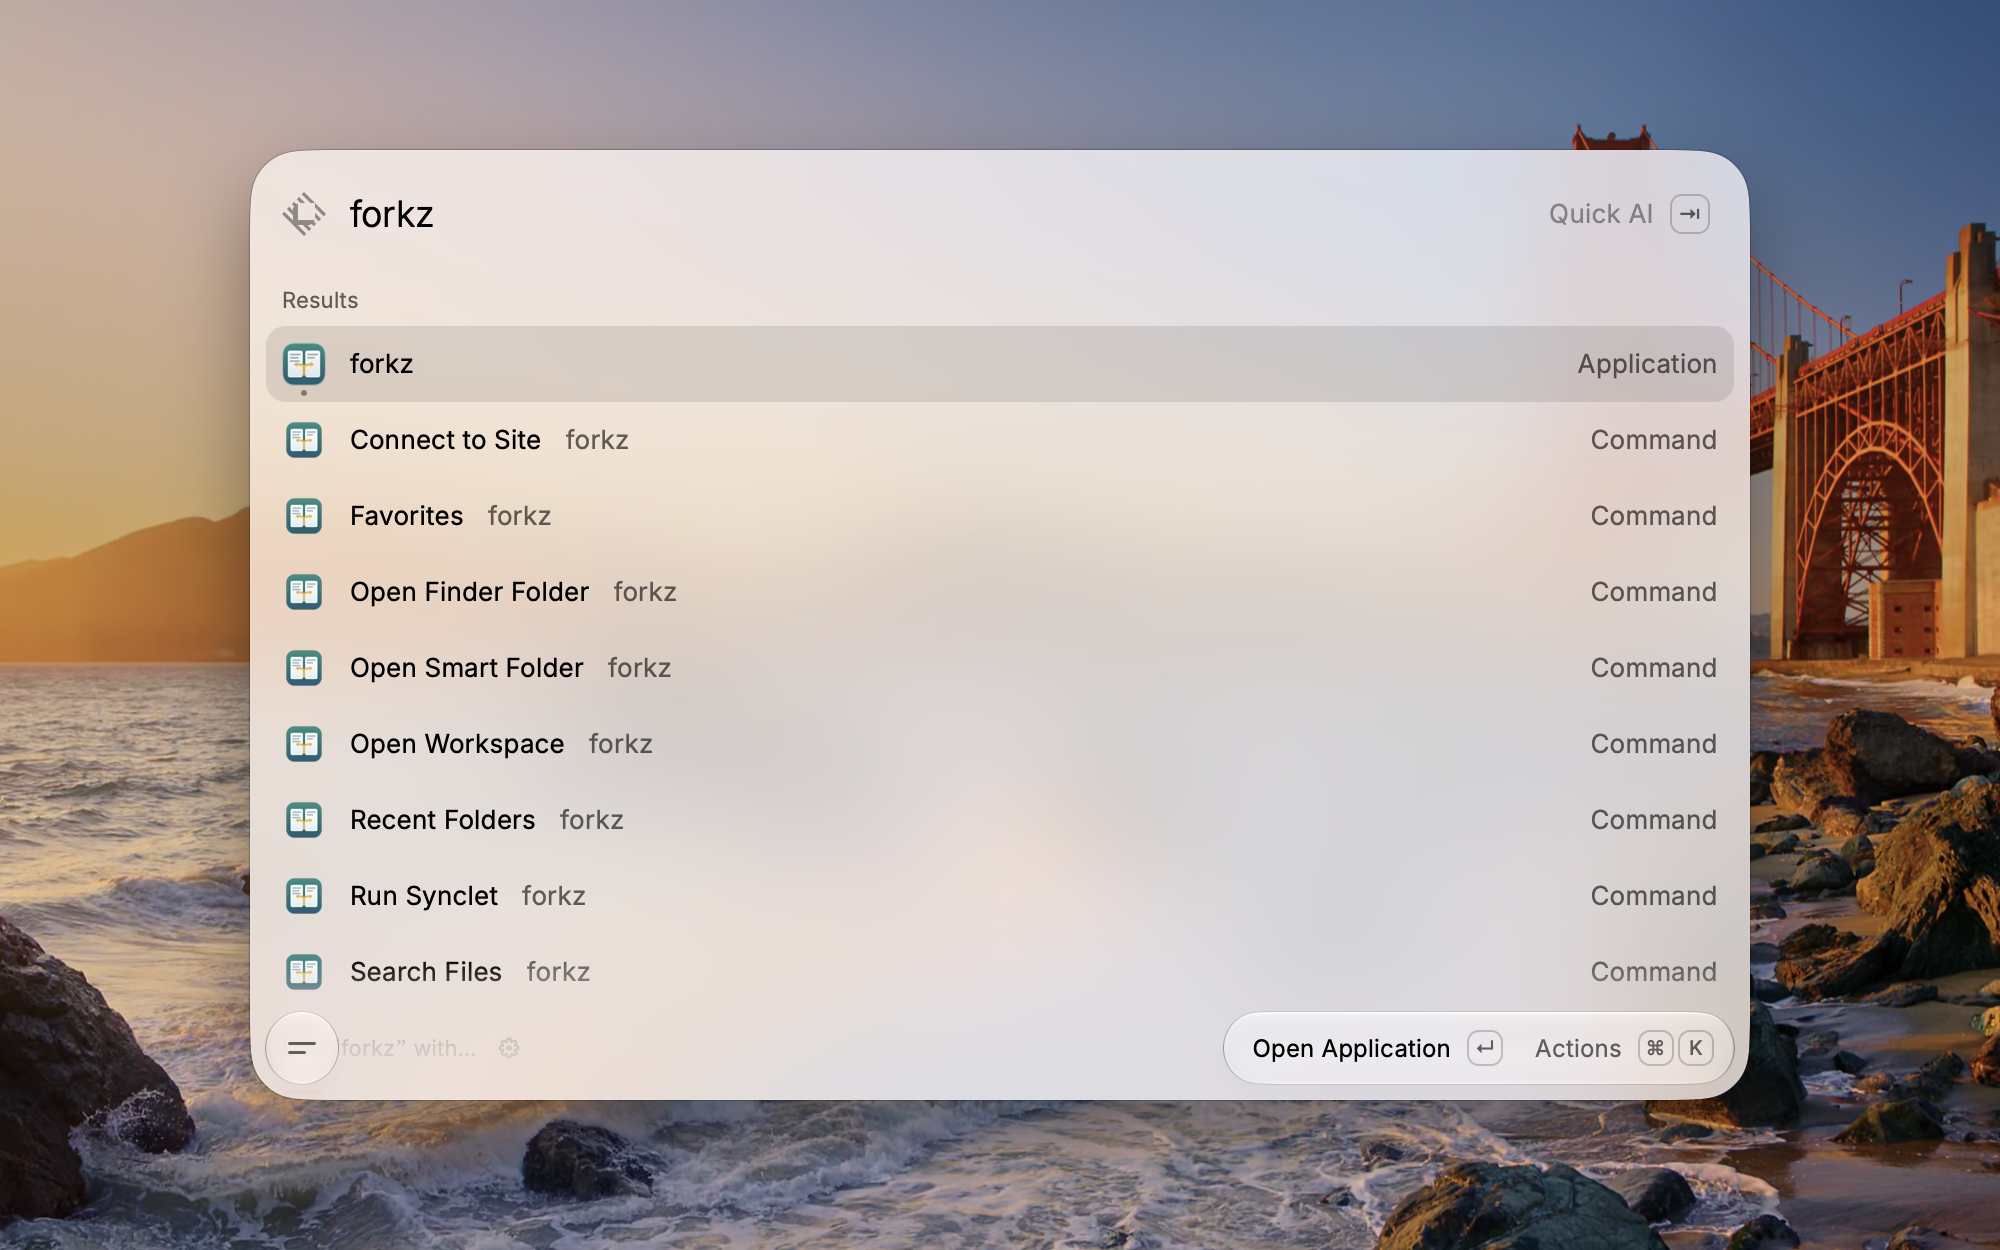 forkz
Quick AI
Results
forkz Application
Connect to Site forkz Command
Favorites forkz Command
Open Finder Folder forkz Command
Open Smart Folder forkz Command
Open Workspace forkz Command
Recent Folders forkz Command
Run Synclet forkz Command
Search Files forkz Command
forkz” with...
Open Application ↵ Actions ⌘ K